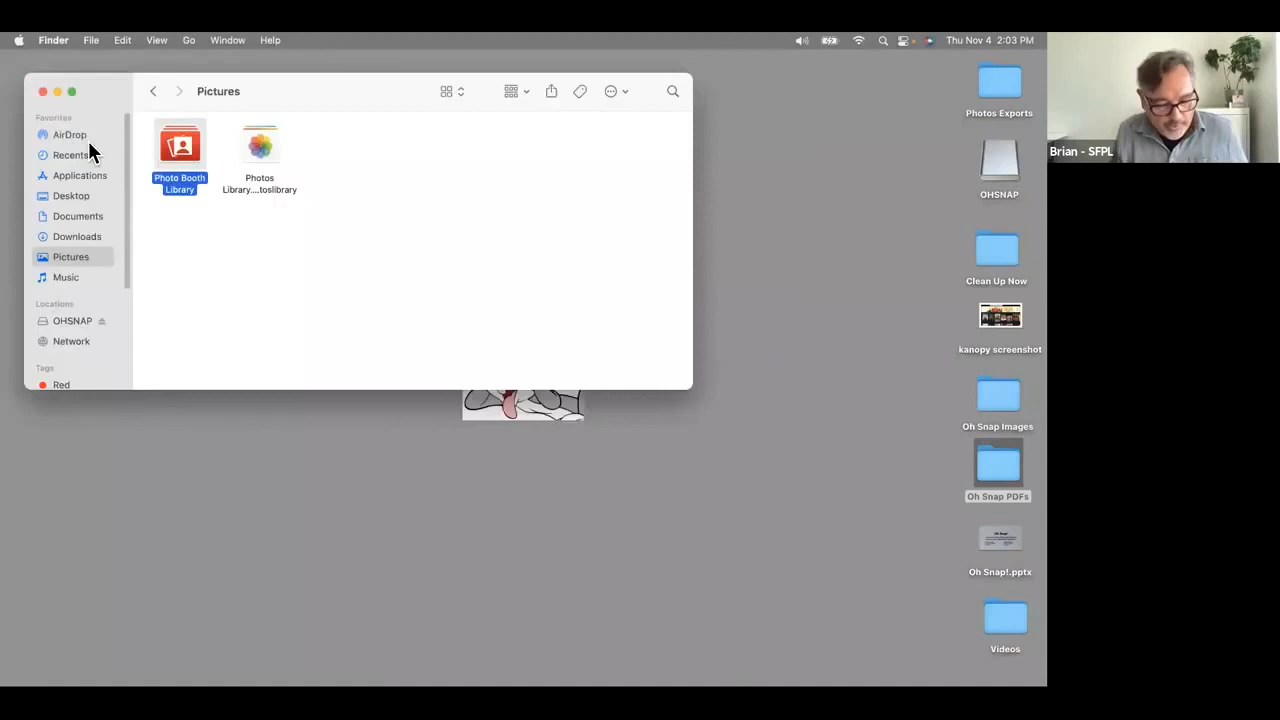 Finder File Edit View Go Window Help
Thu Nov 4 2:03 PM
Pictures
Favorites
AirDrop
Recents
Applications
Desktop
Documents
Downloads
Pictures
Music
Locations
OHSNAP
Network
Tags
Red
Photo Booth
Library
Photos
Library....toslibrary
Photos Exports
OHSNAP
Clean Up Now
kanopy screenshot
Oh Snap Images
Oh Snap PDFs
Oh Snap!.pptx
Videos
Brian - SFPL